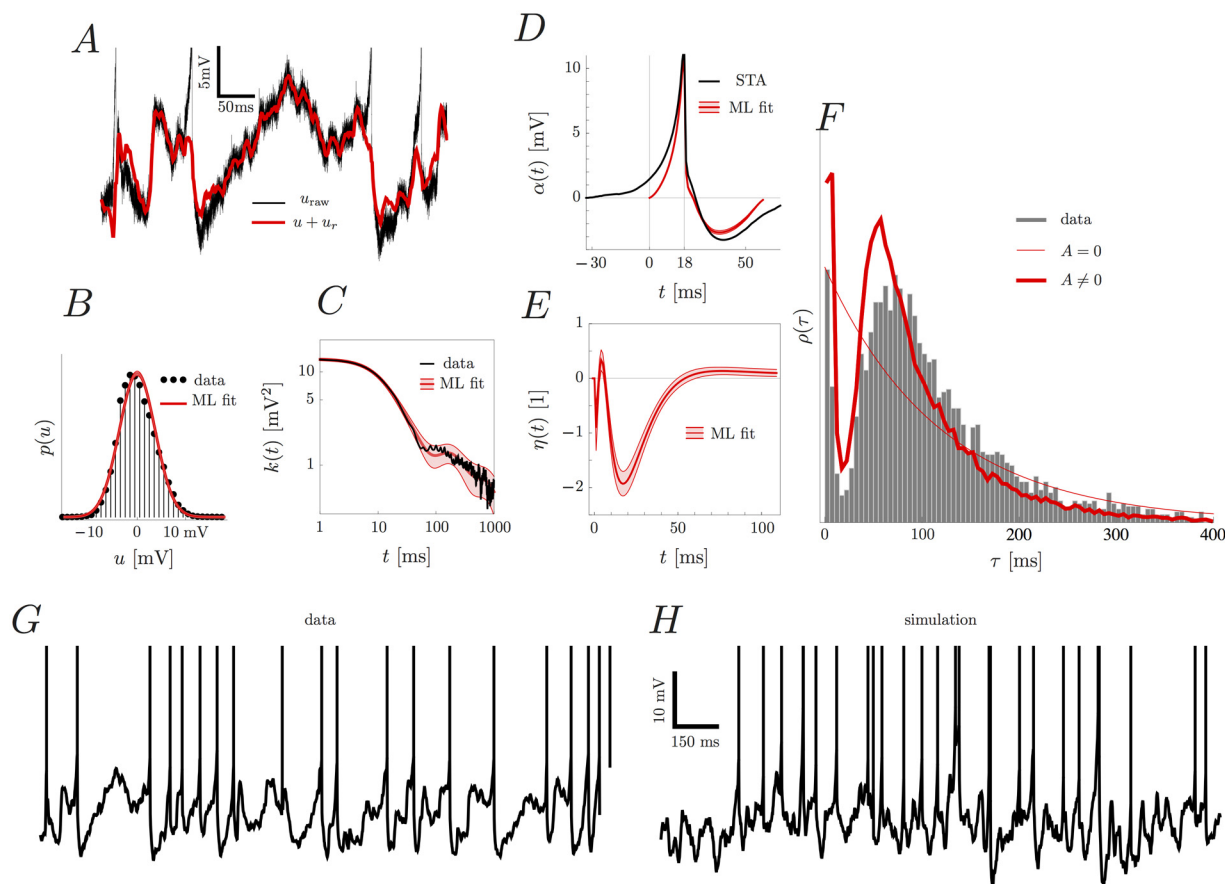 A
5mV
50ms
u_raw
u + u_r
B
p(u)
data
ML fit
−10
0
10 mV
u [mV]
C
k(t) [mV²]
10
5
1
data
ML fit
1
10
100
1000
t [ms]
D
α(t) [mV]
10
5
0
STA
ML fit
−30
0
18
50
t [ms]
E
η(t) [1]
1
0
−1
−2
ML fit
0
50
100
t [ms]
F
ρ(τ)
data
A = 0
A ≠ 0
0
100
200
300
400
τ [ms]
G
data
H
simulation
10 mV
150 ms